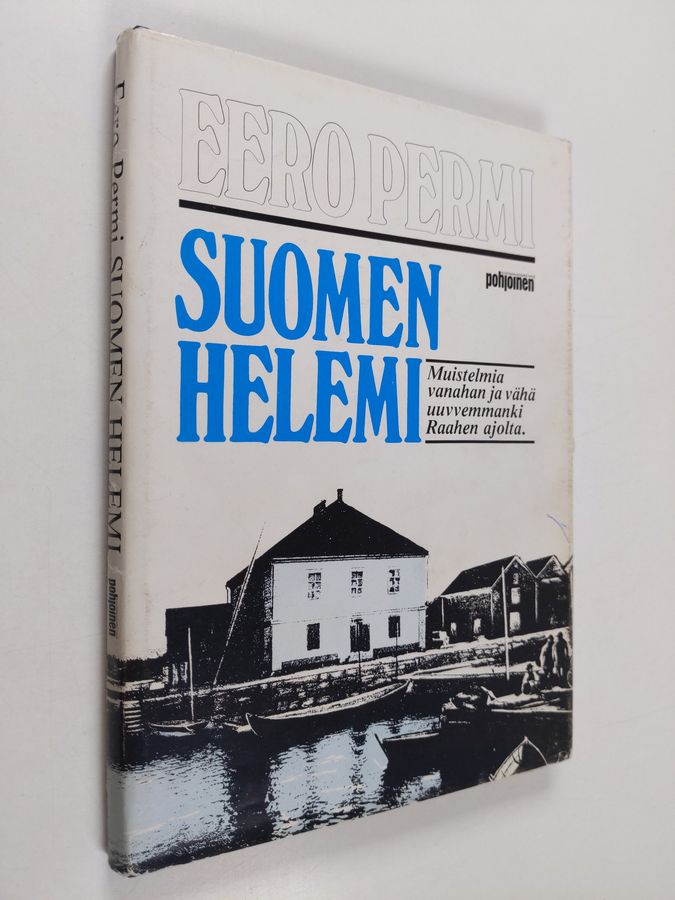 EERO PERMI
SUOMEN
HELEMI
pohjoinen
Muistelmia
vanahan ja vähä
uuvvemmanki
Raahen ajolta.
Eero Permi SUOMEN HELEMI pohjoinen